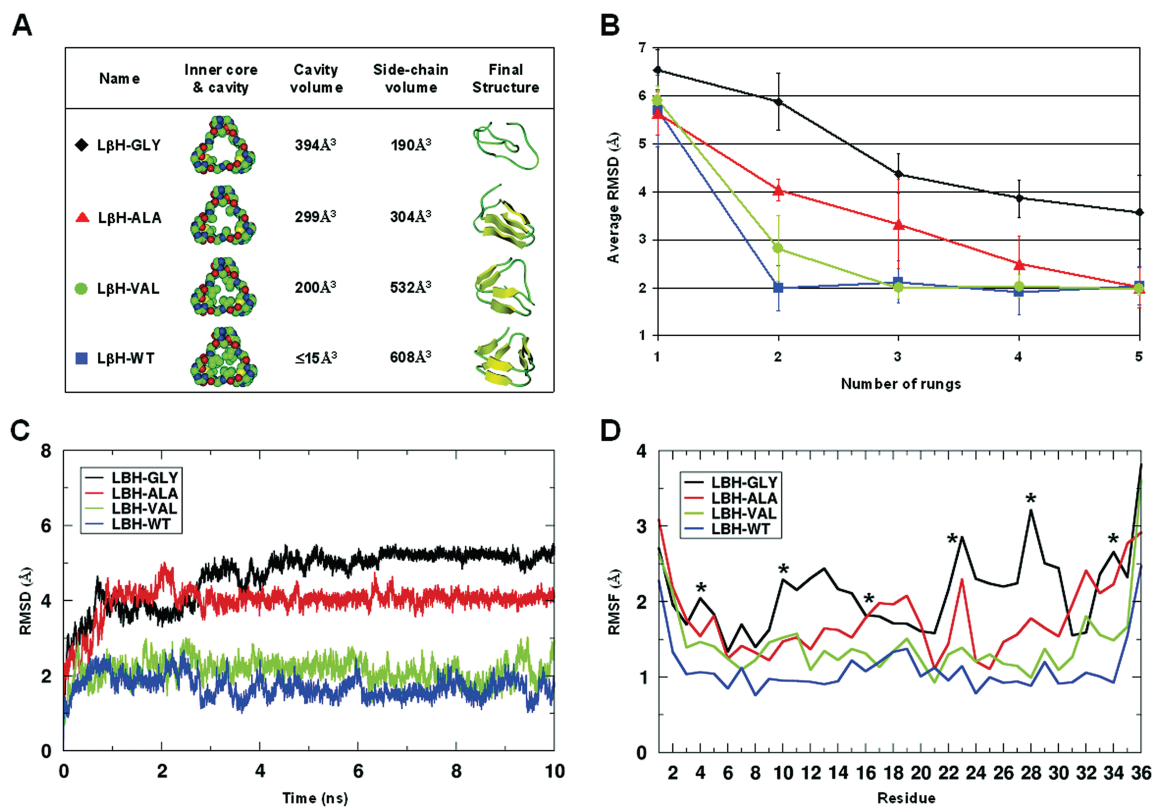 A
Name
Inner core & cavity
Cavity volume
Side-chain volume
Final Structure
LβH-GLY 394Å³ 190Å³
LβH-ALA 299Å³ 304Å³
LβH-VAL 200Å³ 532Å³
LβH-WT ≤15Å³ 608Å³
B
Average RMSD (Å)
7
6
5
4
3
2
1
1 2 3 4 5
Number of rungs
C
RMSD (Å)
8
6
4
2
0
LBH-GLY
LBH-ALA
LBH-VAL
LBH-WT
0 2 4 6 8 10
Time (ns)
D
RMSF (Å)
4
3
2
1
0
LBH-GLY
LBH-ALA
LBH-VAL
LBH-WT
* * * * * *
2 4 6 8 10 12 14 16 18 20 22 24 26 28 30 32 34 36
Residue